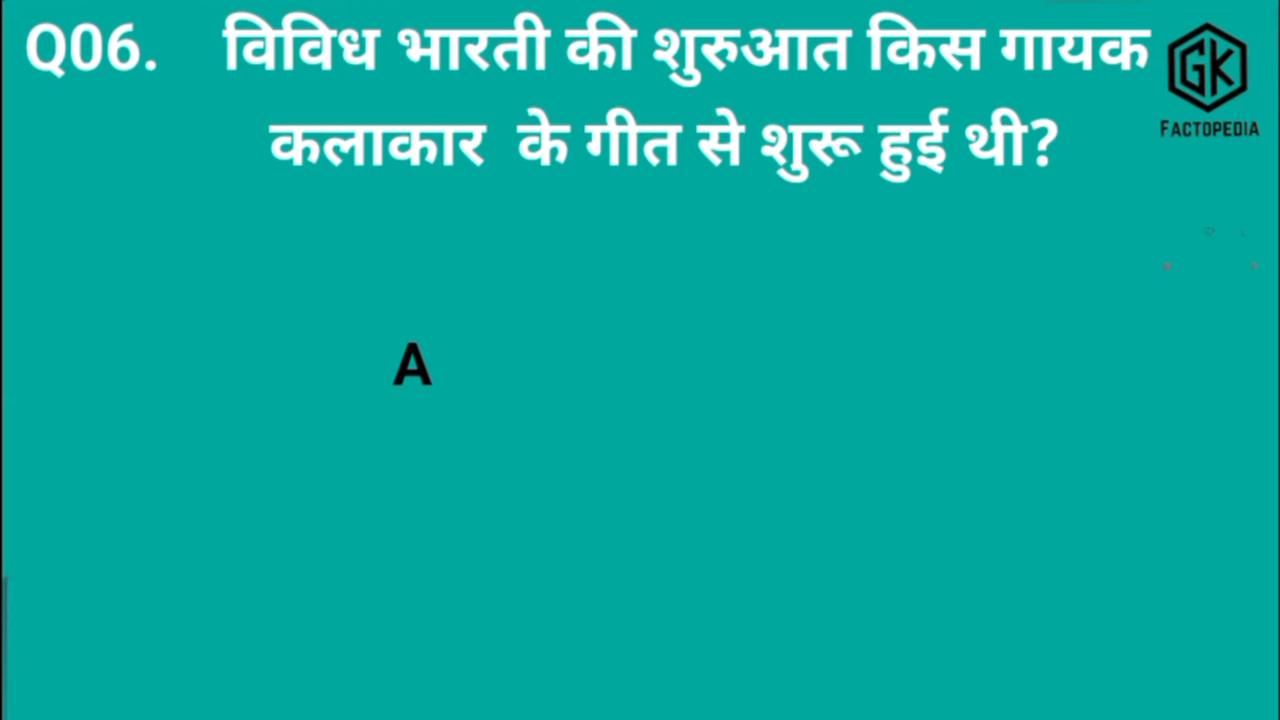 Q06. विविध भारती की शुरुआत किस गायक
कलाकार के गीत से शुरू हुई थी?
GK
FACTOPEDIA
A